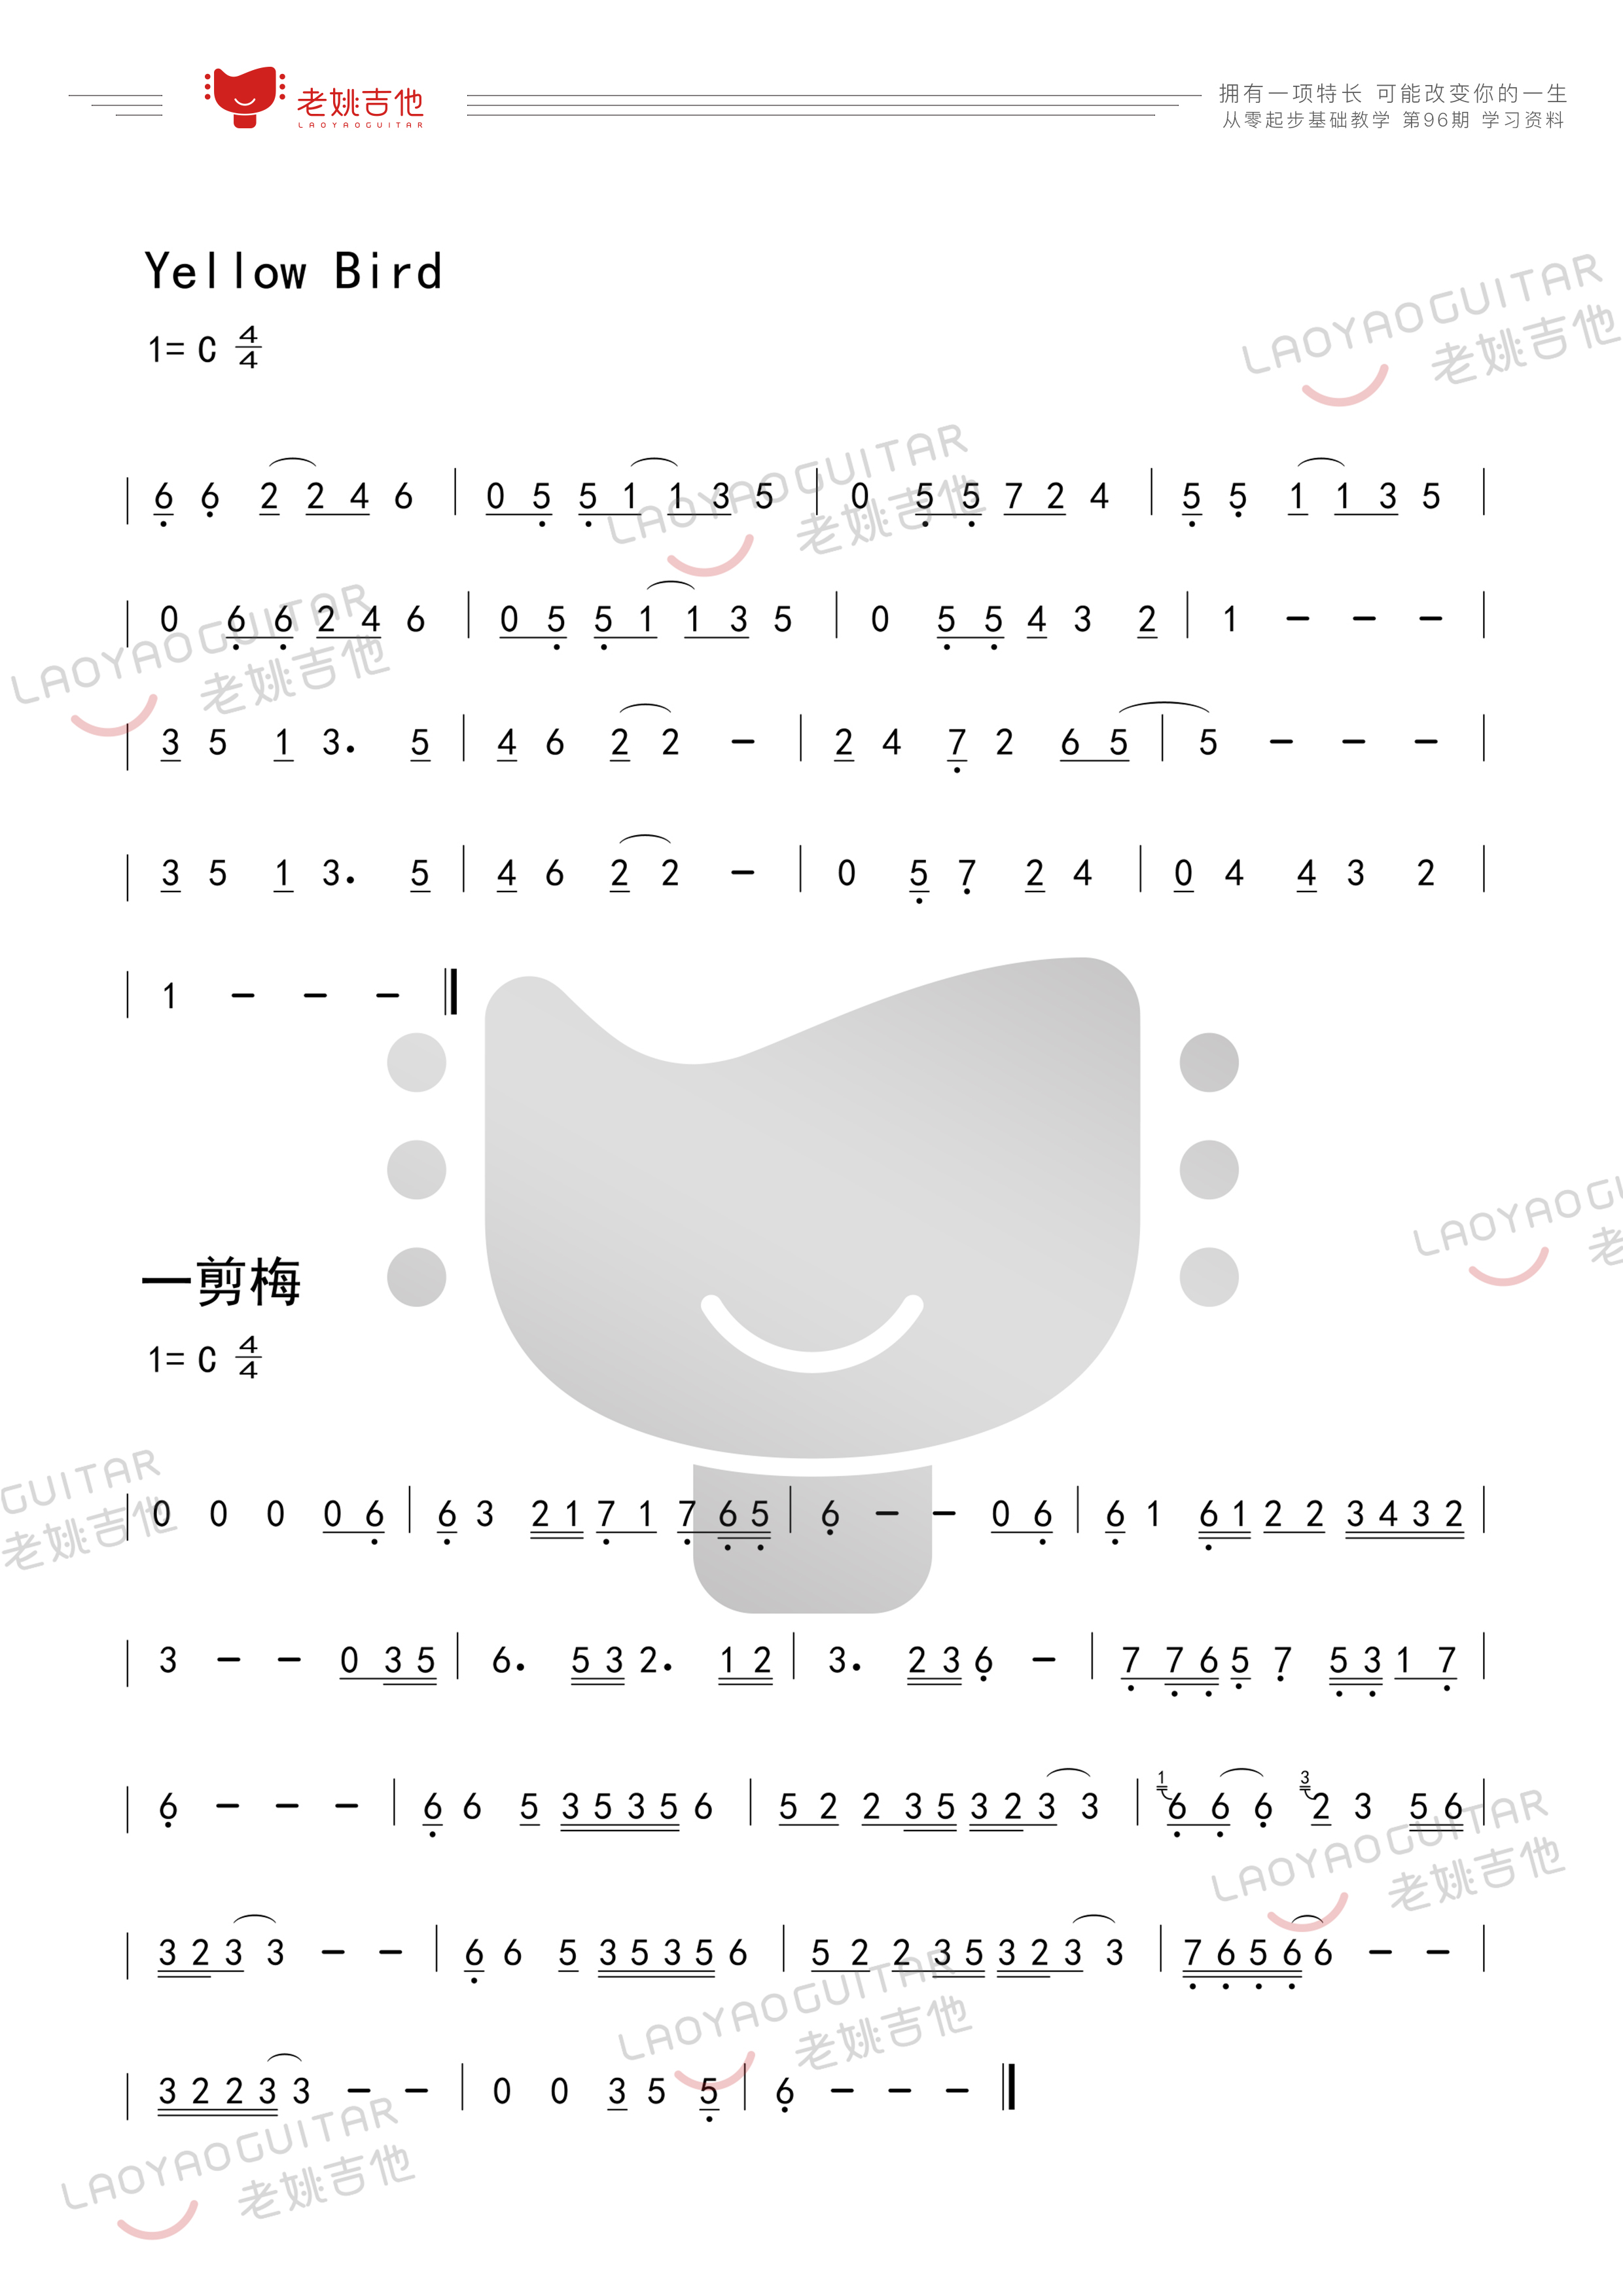 老姚吉他
LAOYAOGUITAR
拥有一项特长 可能改变你的一生
从零起步基础教学 第96期 学习资料
Yellow Bird
1= C 4/4
| 6 6 2 2 4 6 | 0 5 5 1 1 3 5 | 0 5 5 7 2 4 | 5 5 1 1 3 5 |
| 0 6 6 2 4 6 | 0 5 5 1 1 3 5 | 0 5 5 4 3 2 | 1 – – – |
| 3 5 1 3. 5 | 4 6 2 2 – | 2 4 7 2 6 5 | 5 – – – |
| 3 5 1 3. 5 | 4 6 2 2 – | 0 5 7 2 4 | 0 4 4 3 2 |
| 1 – – – ‖
一剪梅
1= C 4/4
| 0 0 0 0 6 | 6 3 2 1 7 1 7 6 5 | 6 – – 0 6 | 6 1 6 1 2 2 3 4 3 2 |
| 3 – – 0 3 5 | 6. 5 3 2. 1 2 | 3. 2 3 6 – | 7 7 6 5 7 5 3 1 7 |
| 6 – – – | 6 6 5 3 5 3 5 6 | 5 2 2 3 5 3 2 3 3 | 1 6 6 6 3 2 3 5 6 |
| 3 2 3 3 – – | 6 6 5 3 5 3 5 6 | 5 2 2 3 5 3 2 3 3 | 7 6 5 6 6 – – |
| 3 2 2 3 3 – – | 0 0 3 5 5 | 6 – – – ‖
LAOYAOGUITAR
老姚吉他
LAOYAOGUITAR
老姚吉他
LAOYAOGUITAR
老姚吉他
LAOYAOGU
老
GUITAR
老姚吉他
LAOYAOGUITAR
老姚吉他
LAOYAOGUITAR
老姚吉他
LAOYAOGUITAR
老姚吉他